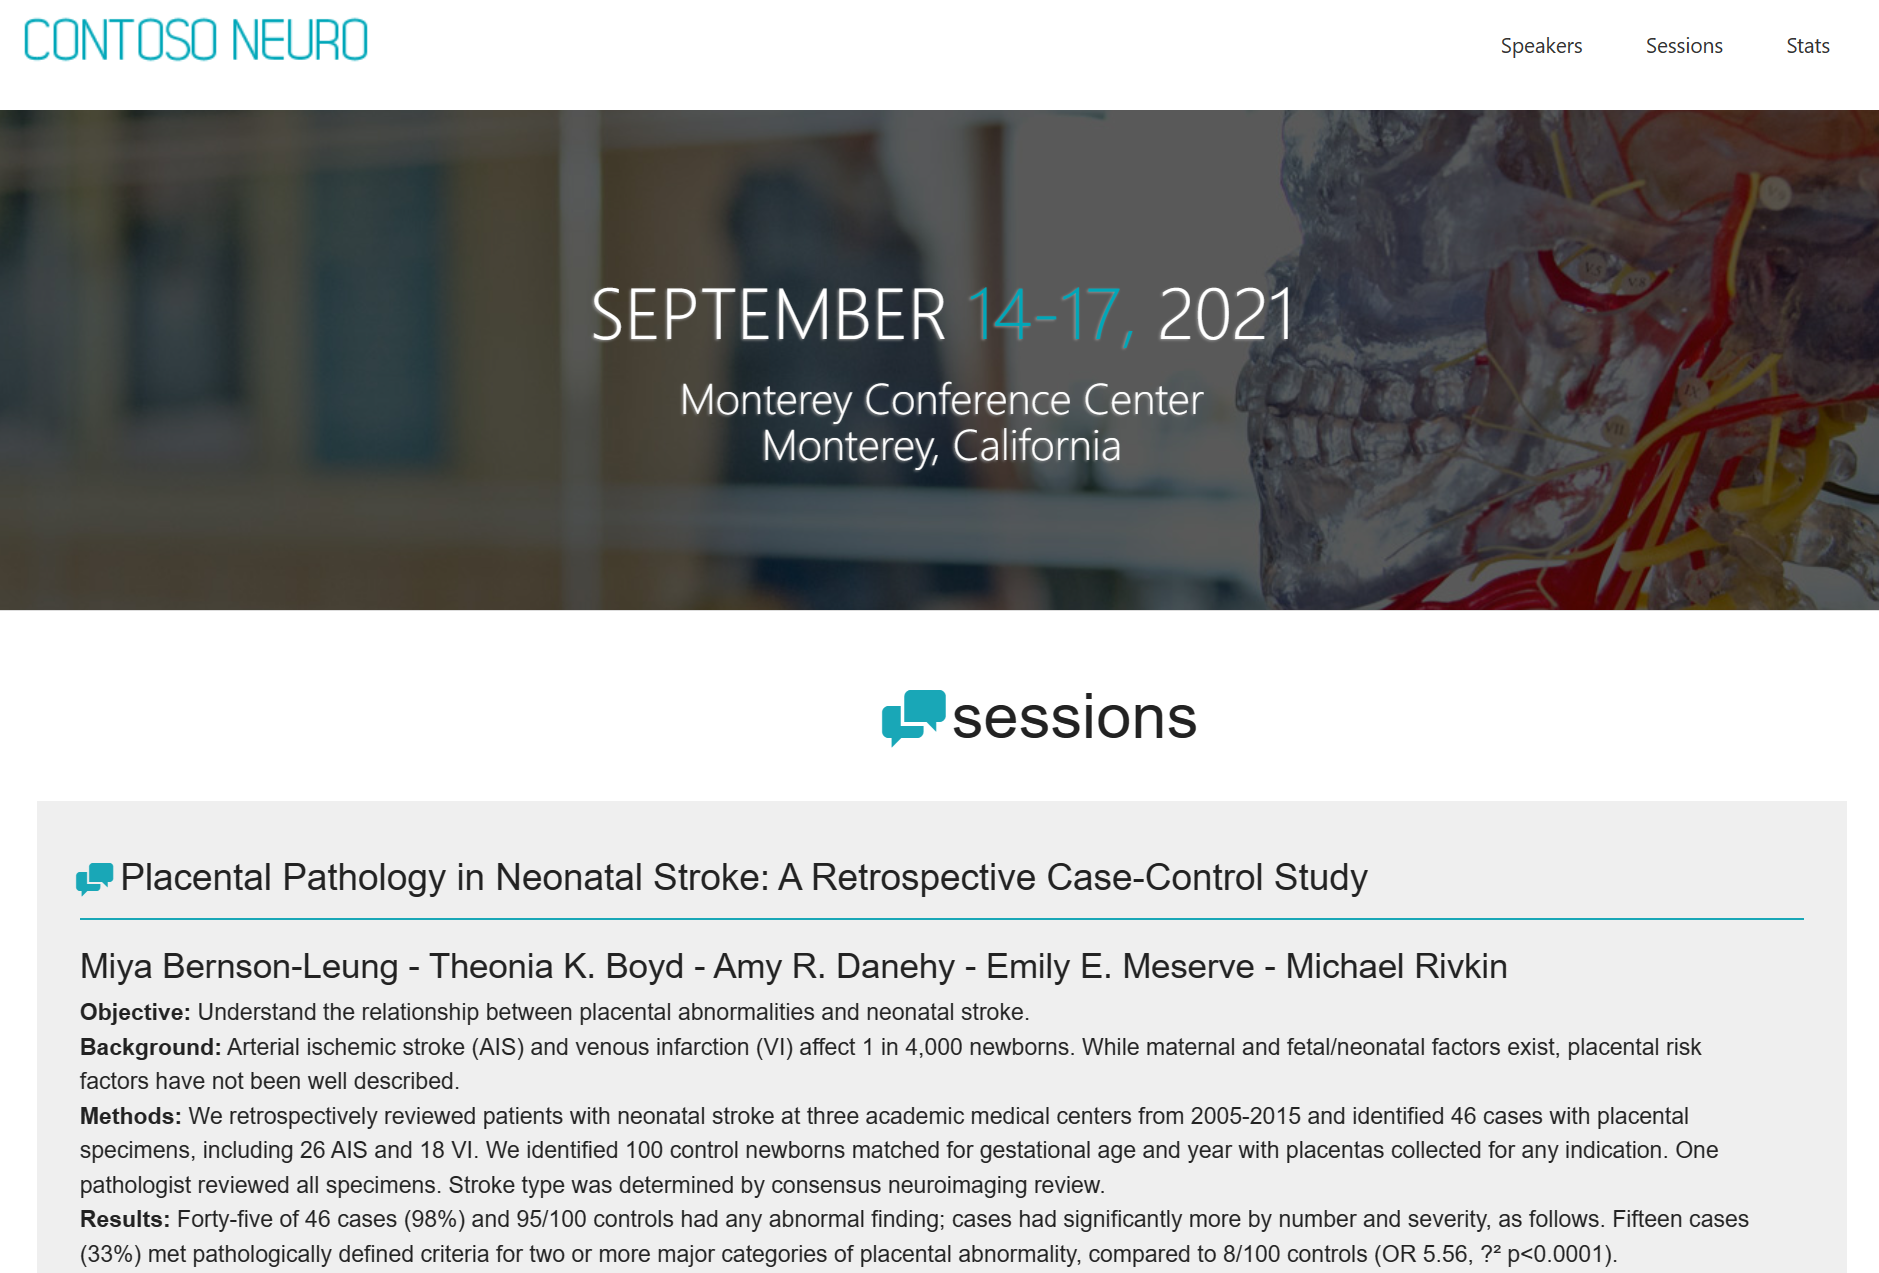 CONTOSO NEURO
Speakers Sessions Stats
SEPTEMBER 14-17, 2021
Monterey Conference Center
Monterey, California
V5
V8
IX
VII
sessions
Placental Pathology in Neonatal Stroke: A Retrospective Case-Control Study
Miya Bernson-Leung - Theonia K. Boyd - Amy R. Danehy - Emily E. Meserve - Michael Rivkin
Objective: Understand the relationship between placental abnormalities and neonatal stroke.
Background: Arterial ischemic stroke (AIS) and venous infarction (VI) affect 1 in 4,000 newborns. While maternal and fetal/neonatal factors exist, placental risk
factors have not been well described.
Methods: We retrospectively reviewed patients with neonatal stroke at three academic medical centers from 2005-2015 and identified 46 cases with placental
specimens, including 26 AIS and 18 VI. We identified 100 control newborns matched for gestational age and year with placentas collected for any indication. One
pathologist reviewed all specimens. Stroke type was determined by consensus neuroimaging review.
Results: Forty-five of 46 cases (98%) and 95/100 controls had any abnormal finding; cases had significantly more by number and severity, as follows. Fifteen cases
(33%) met pathologically defined criteria for two or more major categories of placental abnormality, compared to 8/100 controls (OR 5.56, ?² p<0.0001).